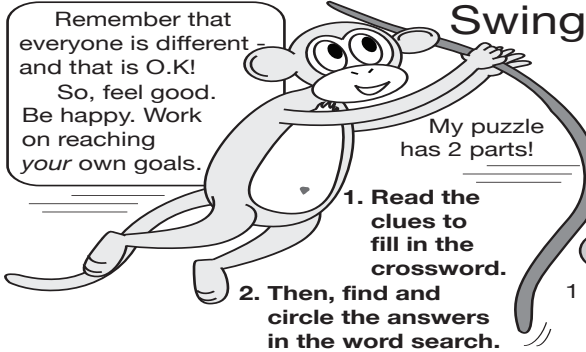 Swing
Remember that
everyone is different -
and that is O.K!
So, feel good.
Be happy. Work
on reaching
your own goals.
My puzzle
has 2 parts!
1. Read the
clues to
fill in the
crossword.
2. Then, find and
circle the answers
in the word search.
1